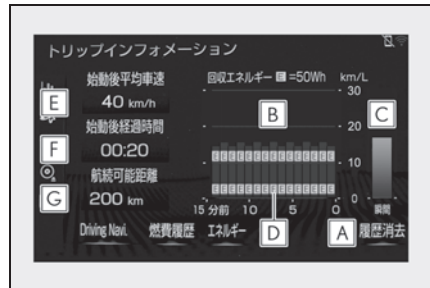 トリップインフォメーション
始動後平均車速
E
40 km/h
始動後経過時間
F
00:20
航続可能距離
G
200 km
回収エネルギー E =50Wh km/L
30
B
C
20
10
0
15 分前 10 5 0
瞬間
D
A
Driving Navi. 燃費履歴 エネルギー 履歴消去